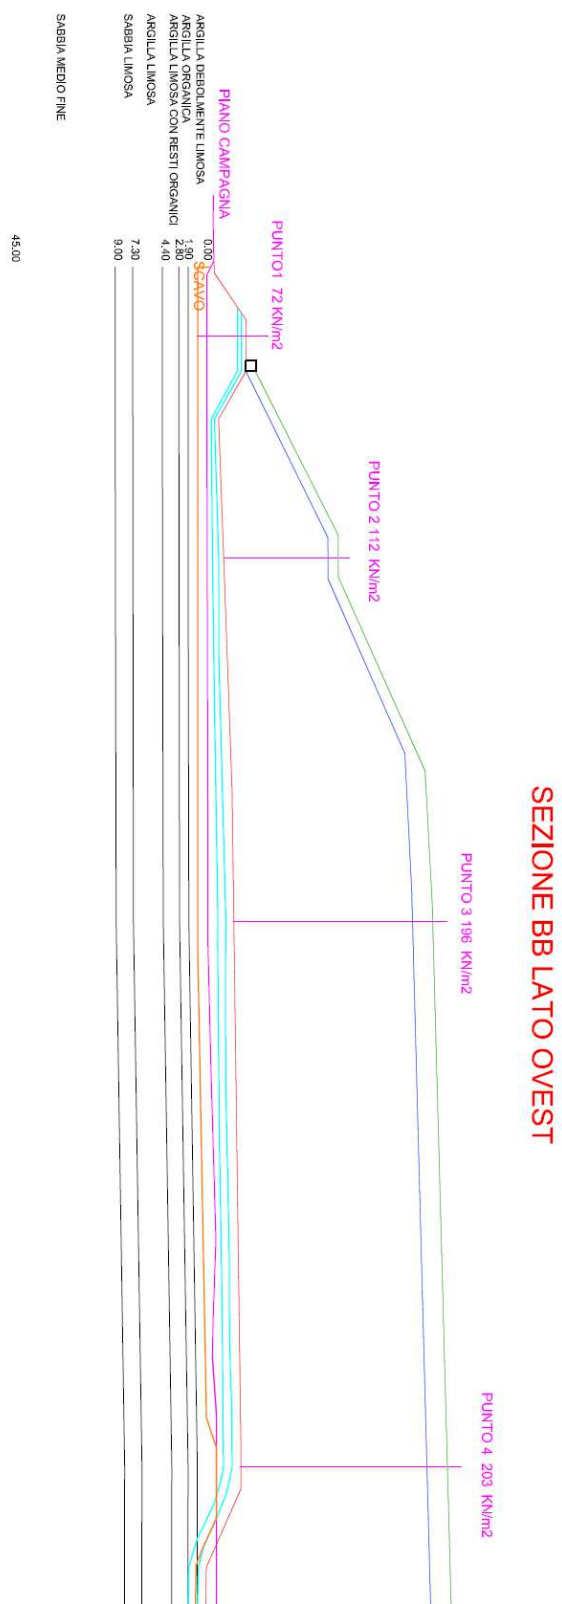 SEZIONE BB LATO OVEST
PUNTO1 72 KN/m2
PUNTO 2 112 KN/m2
PUNTO 3 196 KN/m2
PUNTO 4 203 KN/m2
PIANO CAMPAGNA
SCAVO
0.00
ARGILLA DEBOLMENTE LIMOSA
1.90
ARGILLA ORGANICA
2.80
ARGILLA LIMOSA CON RESTI ORGANICI
4.40
ARGILLA LIMOSA
7.30
SABBIA LIMOSA
9.00
SABBIA MEDIO FINE
45.00